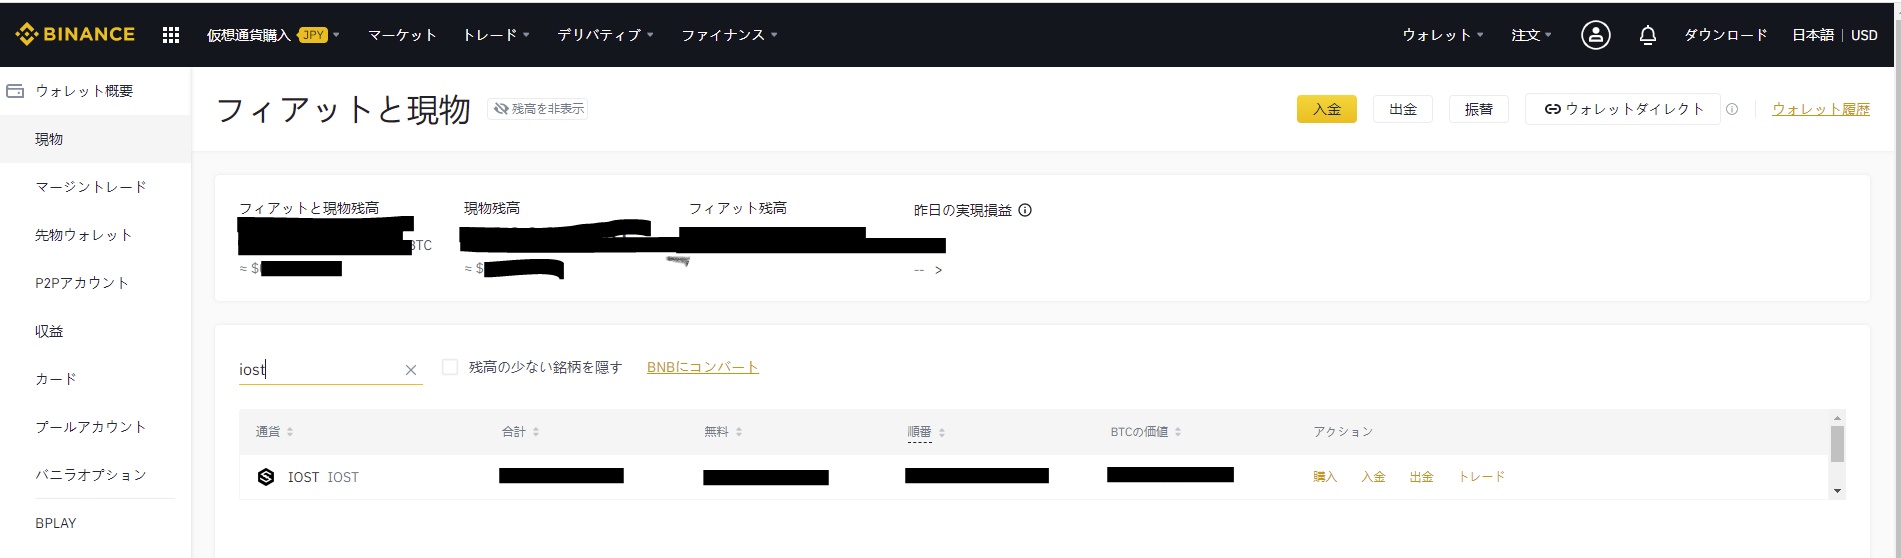 BINANCE 仮想通貨購入 JPY マーケット トレード デリバティブ ファイナンス ウォレット 注文 ダウンロード 日本語 | USD
ウォレット概要
現物
マージントレード
先物ウォレット
P2Pアカウント
収益
カード
プールアカウント
バニラオプション
BPLAY
フィアットと現物 残高を非表示 入金 出金 振替 ウォレットダイレクト ウォレット履歴
フィアットと現物残高 現物残高 フィアット残高 昨日の実現損益
BTC
≈ $ ≈ $ -- >
iost 残高の少ない銘柄を隠す BNBにコンバート
通貨 合計 無料 順番 BTCの価値 アクション
IOST IOST 購入 入金 出金 トレード